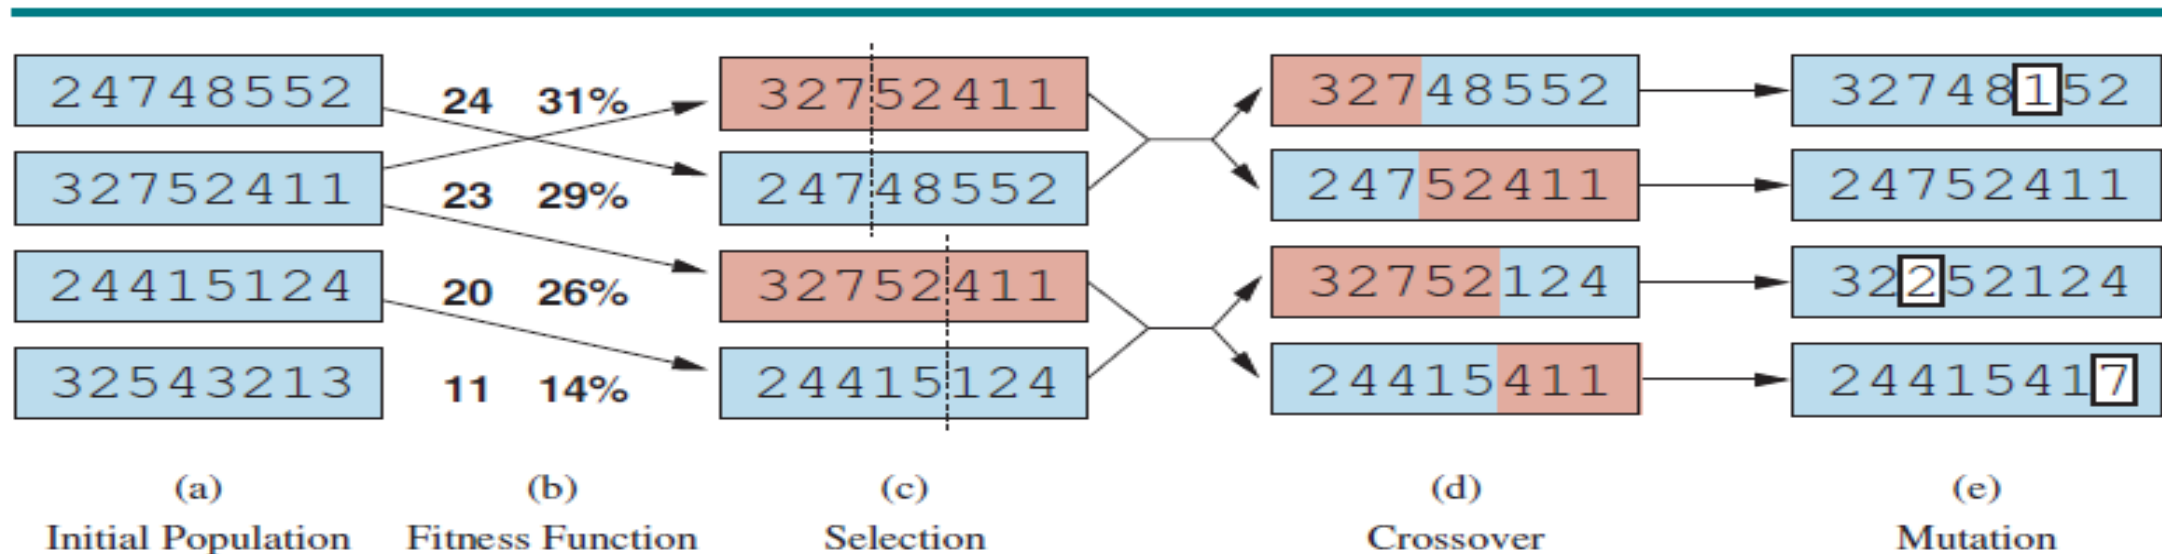 24748552 24 31% 32752411 32748552 32748152
32752411 23 29% 24748552 24752411 24752411
24415124 20 26% 32752411 32752124 32252124
32543213 11 14% 24415124 24415411 24415417
(a) (b) (c) (d) (e)
Initial Population Fitness Function Selection Crossover Mutation